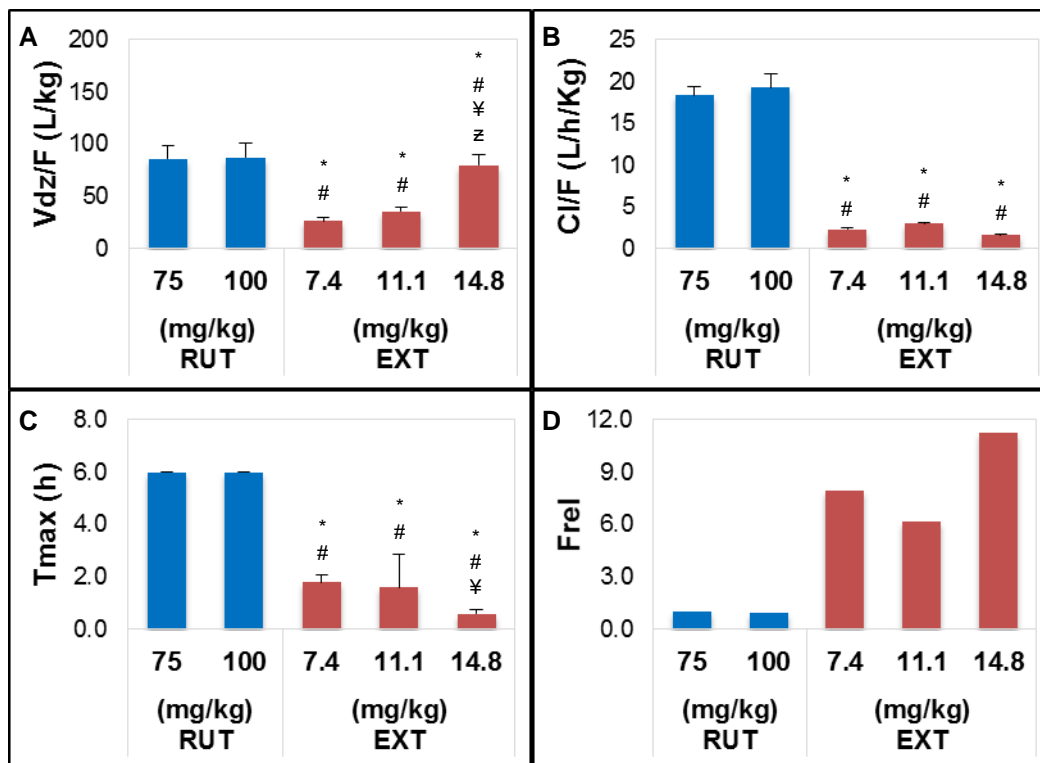 A
Vdz/F (L/kg)
200
150
100
50
0
*
#
*
#
*
#
¥
ƶ
75 100 7.4 11.1 14.8
(mg/kg) (mg/kg)
RUT EXT
B
Cl/F (L/h/Kg)
25
20
15
10
5
0
*
#
*
#
*
#
75 100 7.4 11.1 14.8
(mg/kg) (mg/kg)
RUT EXT
C
Tmax (h)
8.0
6.0
4.0
2.0
0.0
*
#
*
#
*
#
¥
75 100 7.4 11.1 14.8
(mg/kg) (mg/kg)
RUT EXT
D
Frel
12.0
9.0
6.0
3.0
0.0
75 100 7.4 11.1 14.8
(mg/kg) (mg/kg)
RUT EXT